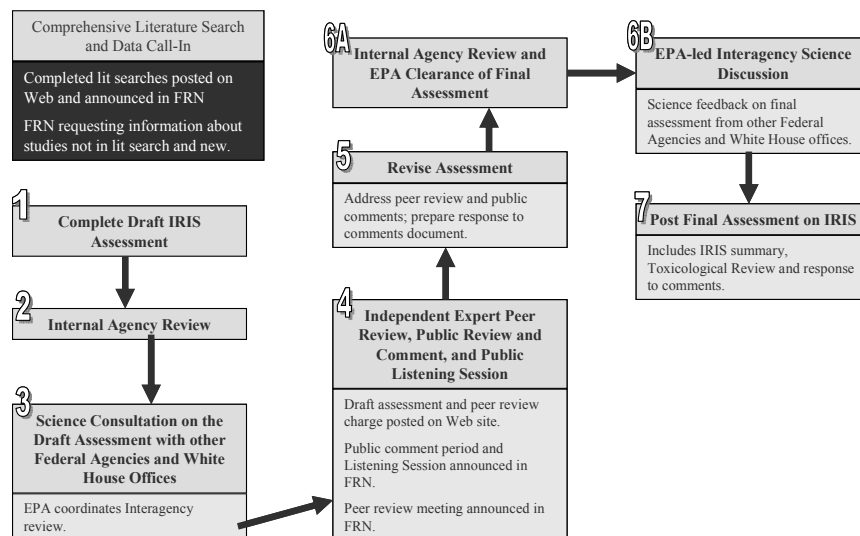 Comprehensive Literature Search
and Data Call-In
Completed lit searches posted on
Web and announced in FRN
FRN requesting information about
studies not in lit search and new.
1
Complete Draft IRIS
Assessment
2
Internal Agency Review
3
Science Consultation on the
Draft Assessment with other
Federal Agencies and White
House Offices
EPA coordinates Interagency
review.
4
Independent Expert Peer
Review, Public Review and
Comment, and Public
Listening Session
Draft assessment and peer review
charge posted on Web site.
Public comment period and
Listening Session announced in
FRN.
Peer review meeting announced in
FRN.
5
Revise Assessment
Address peer review and public
comments; prepare response to
comments document.
6A
Internal Agency Review and
EPA Clearance of Final
Assessment
6B
EPA-led Interagency Science
Discussion
Science feedback on final
assessment from other Federal
Agencies and White House offices.
7
Post Final Assessment on IRIS
Includes IRIS summary,
Toxicological Review and response
to comments.